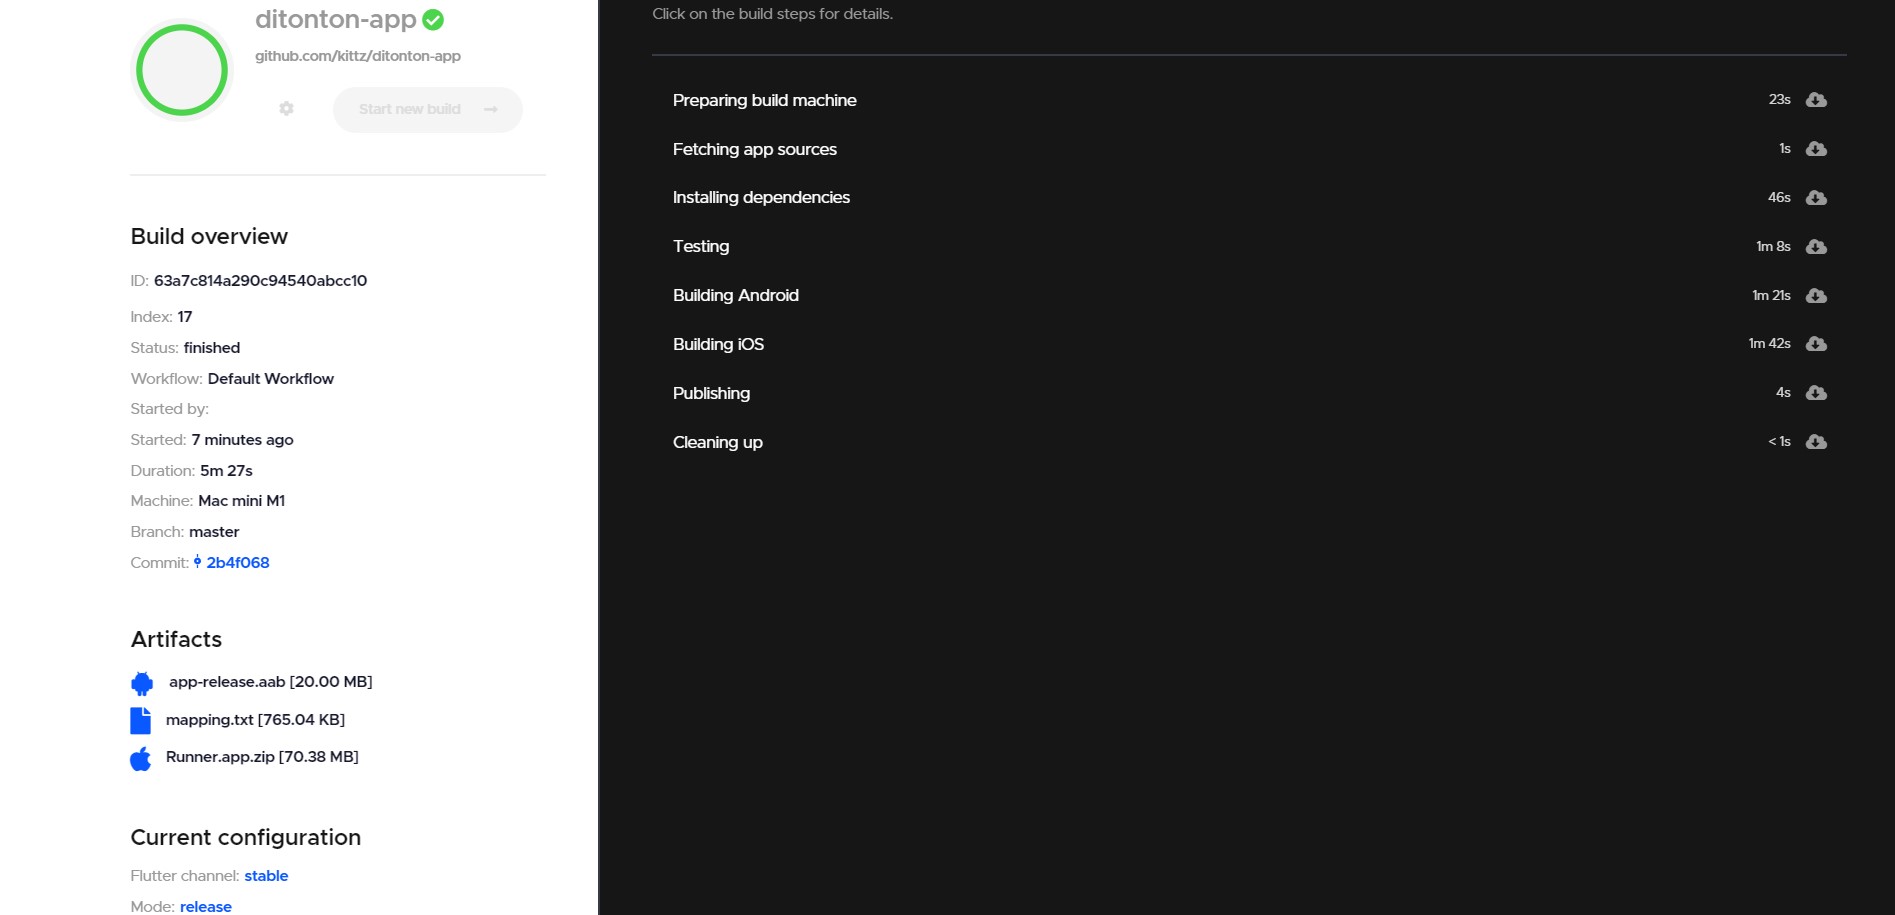 ditonton-app
github.com/kittz/ditonton-app
Start new build
Build overview
ID: 63a7c814a290c94540abcc10
Index: 17
Status: finished
Workflow: Default Workflow
Started by:
Started: 7 minutes ago
Duration: 5m 27s
Machine: Mac mini M1
Branch: master
Commit: 2b4f068
Artifacts
app-release.aab [20.00 MB]
mapping.txt [765.04 KB]
Runner.app.zip [70.38 MB]
Current configuration
Flutter channel: stable
Mode: release
Click on the build steps for details.
Preparing build machine 23s
Fetching app sources 1s
Installing dependencies 46s
Testing 1m 8s
Building Android 1m 21s
Building iOS 1m 42s
Publishing 4s
Cleaning up < 1s